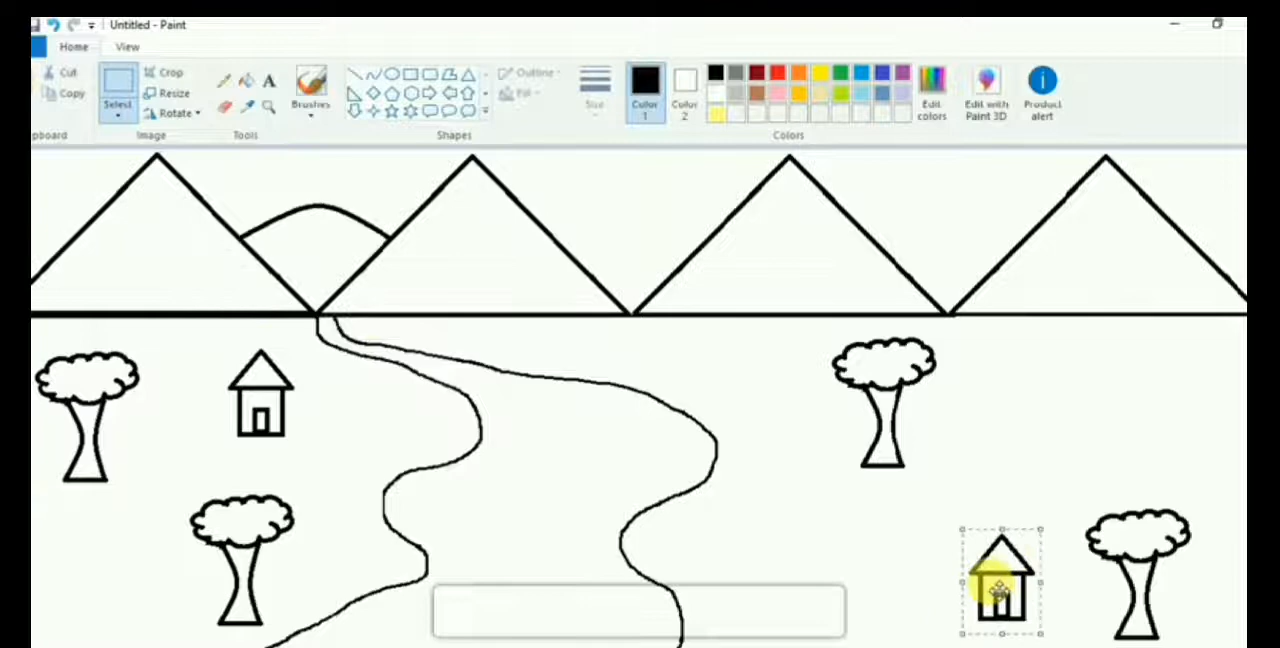 Untitled - Paint
Home View
Cut
Copy
Select
Crop
Resize
Rotate
A
Brushes
Outline
Fill
Size
Color 1
Color 2
Edit colors
Edit with Paint 3D
Product alert
pboard Image Tools Shapes Colors